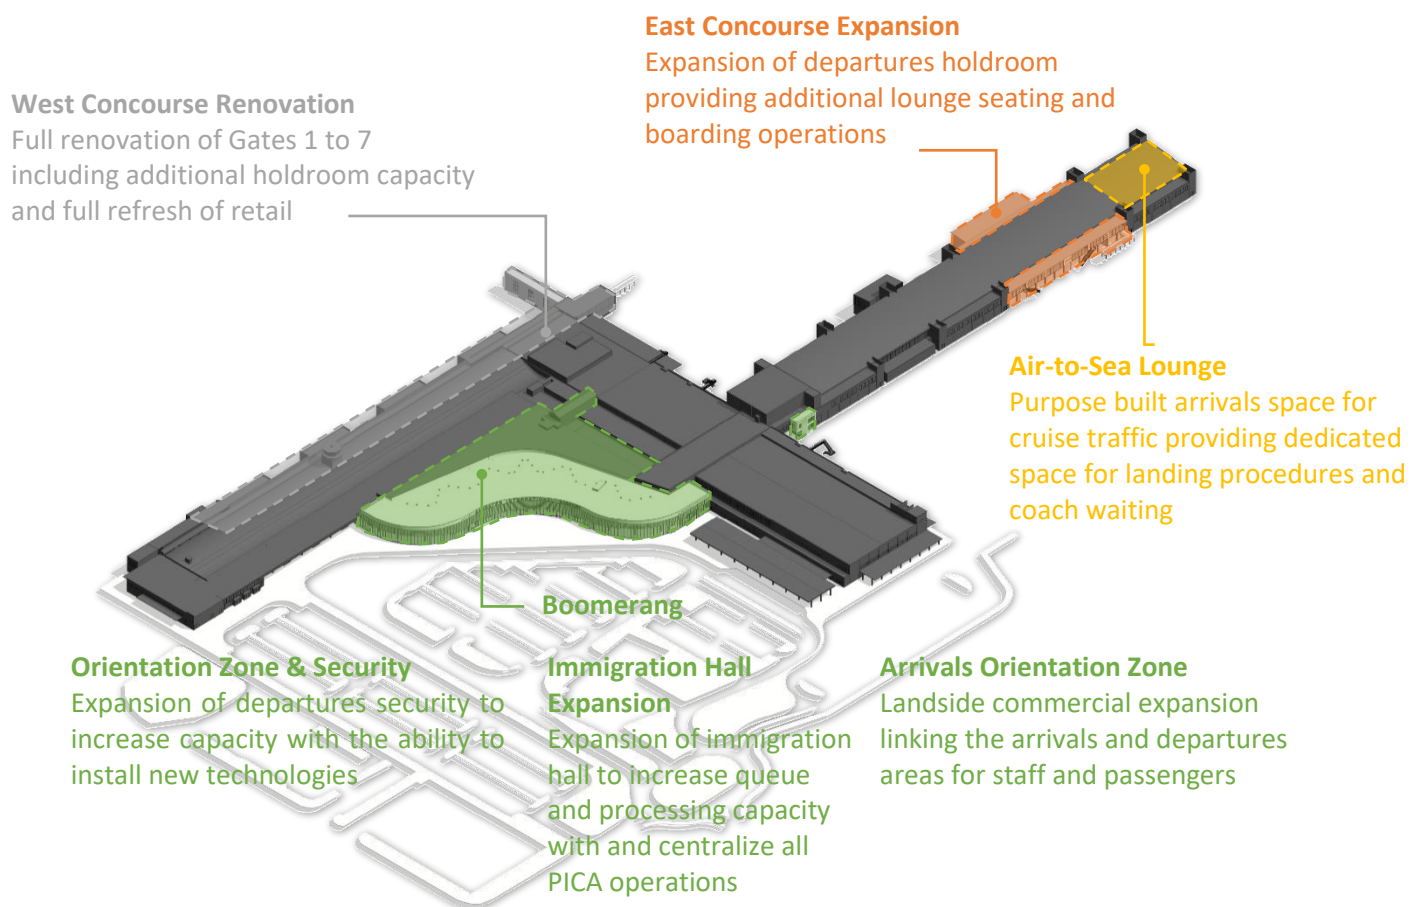 East Concourse Expansion
Expansion of departures holdroom
providing additional lounge seating and
boarding operations
West Concourse Renovation
Full renovation of Gates 1 to 7
including additional holdroom capacity
and full refresh of retail
Air-to-Sea Lounge
Purpose built arrivals space for
cruise traffic providing dedicated
space for landing procedures and
coach waiting
Boomerang
Orientation Zone & Security
Expansion of departures security to
increase capacity with the ability to
install new technologies
Immigration Hall
Expansion
Expansion of immigration
hall to increase queue
and processing capacity
with and centralize all
PICA operations
Arrivals Orientation Zone
Landside commercial expansion
linking the arrivals and departures
areas for staff and passengers